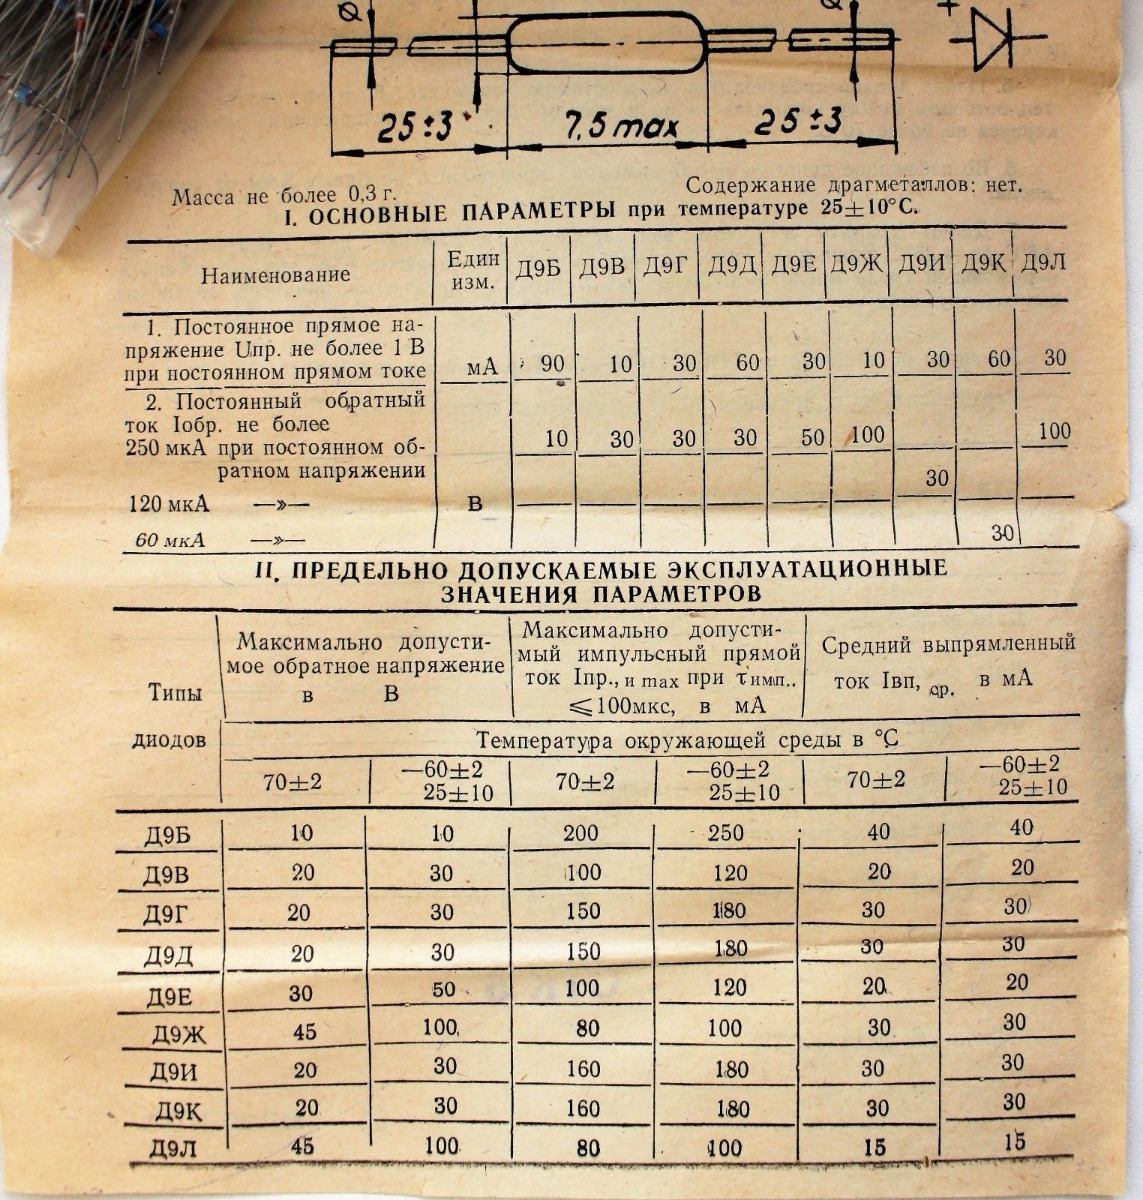 Ø
+
25±3 7,5 max 25±3
Масса не более 0,3 г. Содержание драгметаллов: нет.
I. ОСНОВНЫЕ ПАРАМЕТРЫ при температуре 25±10°С.
Наименование Един изм. Д9Б Д9В Д9Г Д9Д Д9Е Д9Ж Д9И Д9К Д9Л
1. Постоянное прямое на-
пряжение Uпр. не более 1 В
при постоянном прямом токе мА 90 10 30 60 30 10 30 60 30
2. Постоянный обратный
ток Iобр. не более
250 мкА при постоянном об- 10 30 30 30 50 100 100
ратном напряжении 30
120 мкА —»— В
60 мкА —»— 30
II. ПРЕДЕЛЬНО ДОПУСКАЕМЫЕ ЭКСПЛУАТАЦИОННЫЕ
ЗНАЧЕНИЯ ПАРАМЕТРОВ
Типы
диодов
Максимально допусти-
мое обратное напряжение
в В
Максимально допусти-
мый импульсный прямой
ток Iпр., и max при τимп..
≤100мкс, в мА
Средний выпрямленный
ток Iвп, ср. в мА
Температура окружающей среды в °С
70±2 —60±2 25±10 70±2 —60±2 25±10 70±2 —60±2 25±10
Д9Б 10 10 200 250 40 40
Д9В 20 30 100 120 20 20
Д9Г 20 30 150 180 30 30
Д9Д 20 30 150 180 30 30
Д9Е 30 50 100 120 20 20
Д9Ж 45 100 80 100 30 30
Д9И 20 30 160 180 30 30
Д9К 20 30 160 180 30 30
Д9Л 45 100 80 100 15 15